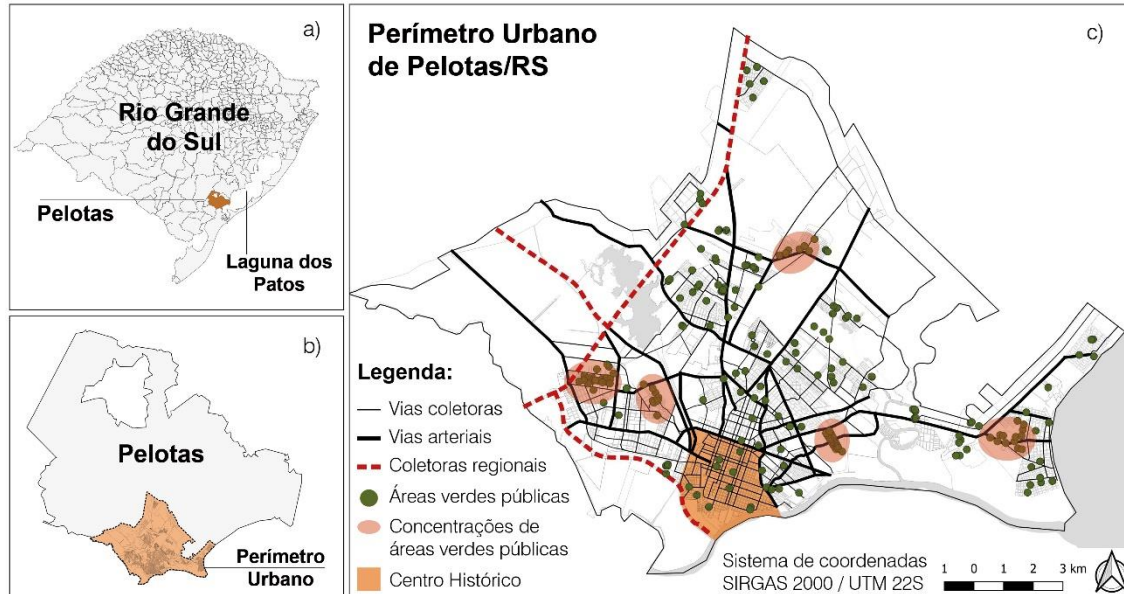 a)
Rio Grande
do Sul
Pelotas
Laguna dos
Patos
b)
Pelotas
Perímetro
Urbano
c)
Perímetro Urbano
de Pelotas/RS
Legenda:
Vias coletoras
Vias arteriais
Coletoras regionais
Áreas verdes públicas
Concentrações de
áreas verdes públicas
Centro Histórico
Sistema de coordenadas
SIRGAS 2000 / UTM 22S
1 0 1 2 3 km